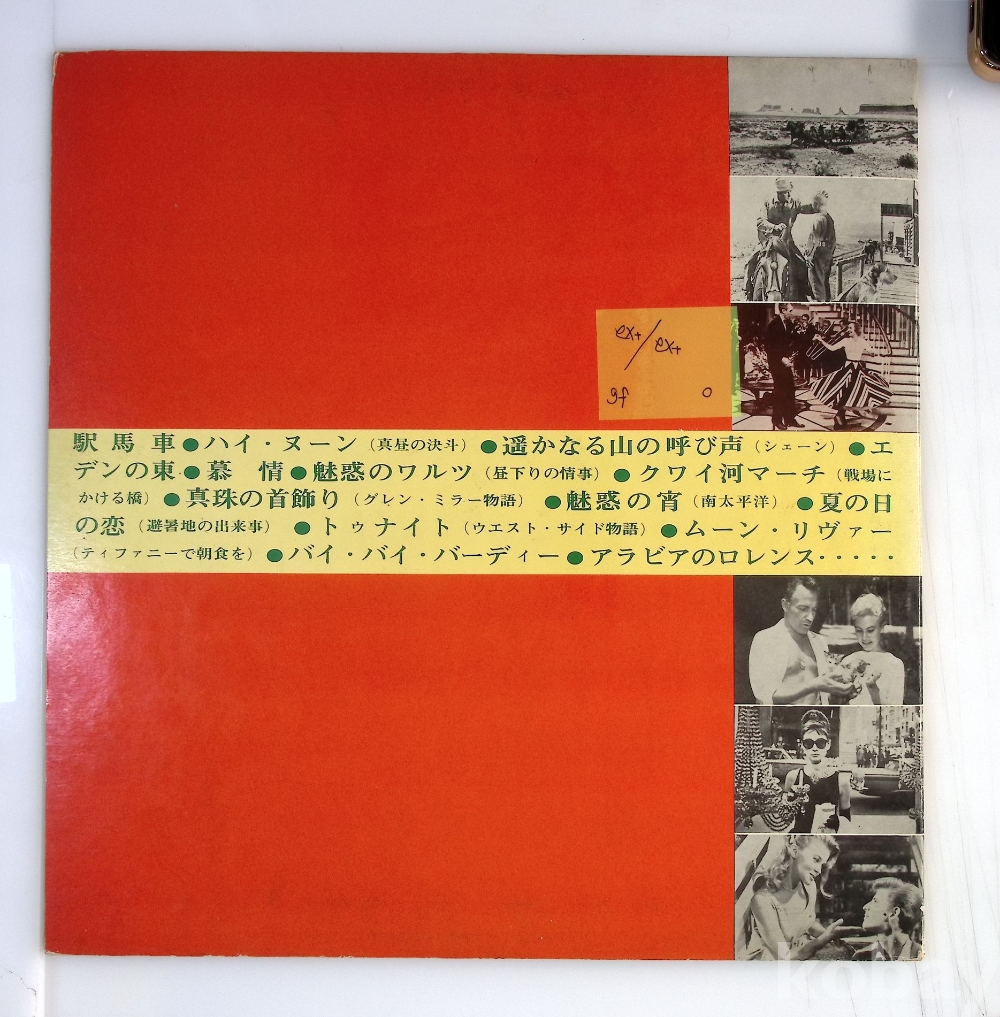 ex+/ex+
gf 0
駅馬車●ハイ・ヌーン（真昼の決斗）●遥かなる山の呼び声（シェーン）●エ
デンの東●慕 情●魅惑のワルツ（昼下りの情事）●クワイ河マーチ（戦場に
かける橋）●真珠の首飾り（グレン・ミラー物語）●魅惑の宵（南太平洋）●夏の日
の恋（避暑地の出来事）●トゥナイト（ウエスト・サイド物語）●ムーン・リヴァー
（ティファニーで朝食を）●バイ・バイ・バーディー●アラビアのロレンス・・・・・
kobay